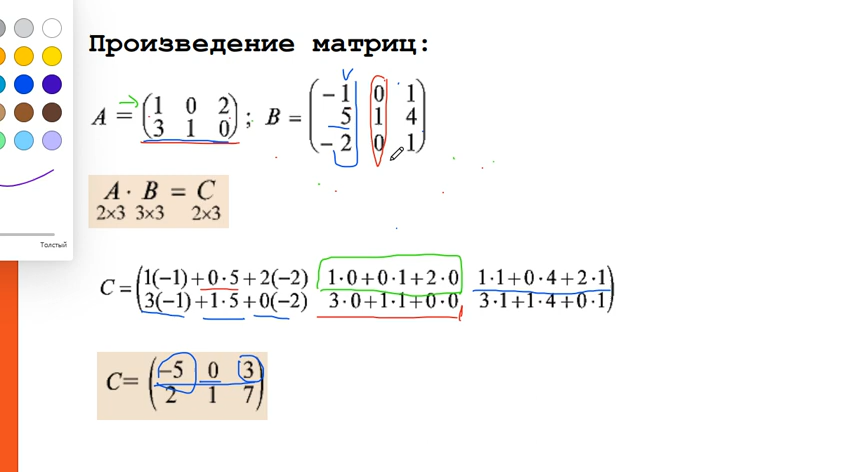 Произведение матриц:
A = (1 0 2
3 1 0) ; B = (−1 0 1
5 1 4
−2 0 1)
A · B = C
2×3 3×3 2×3
Толстый
C = (1(−1)+0·5+2(−2) 1·0+0·1+2·0 1·1+0·4+2·1
3(−1)+1·5+0(−2) 3·0+1·1+0·0 3·1+1·4+0·1)
C= (−5 0 3
2 1 7)